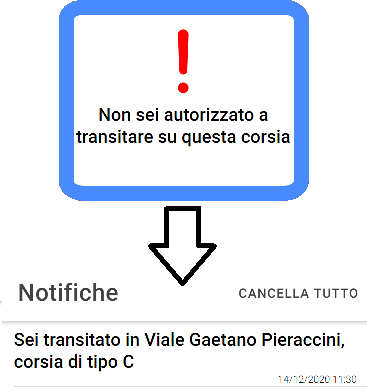 !
Non sei autorizzato a
transitare su questa corsia
Notifiche
CANCELLA TUTTO
Sei transitato in Viale Gaetano Pieraccini,
corsia di tipo C
14/12/2020 11:30